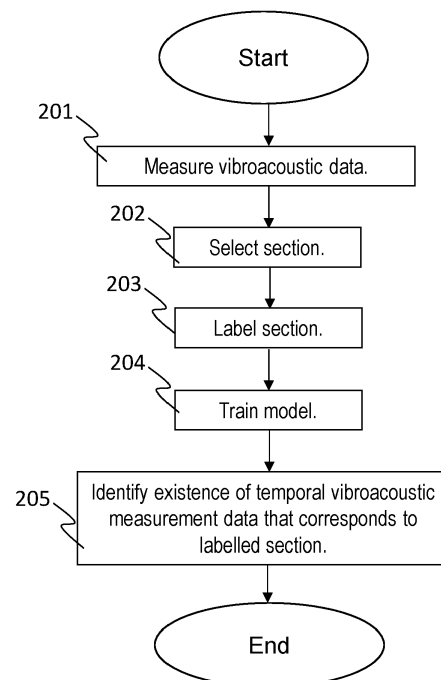 Start
201
Measure vibroacoustic data.
202
Select section.
203
Label section.
204
Train model.
205
Identify existence of temporal vibroacoustic
measurement data that corresponds to
labelled section.
End